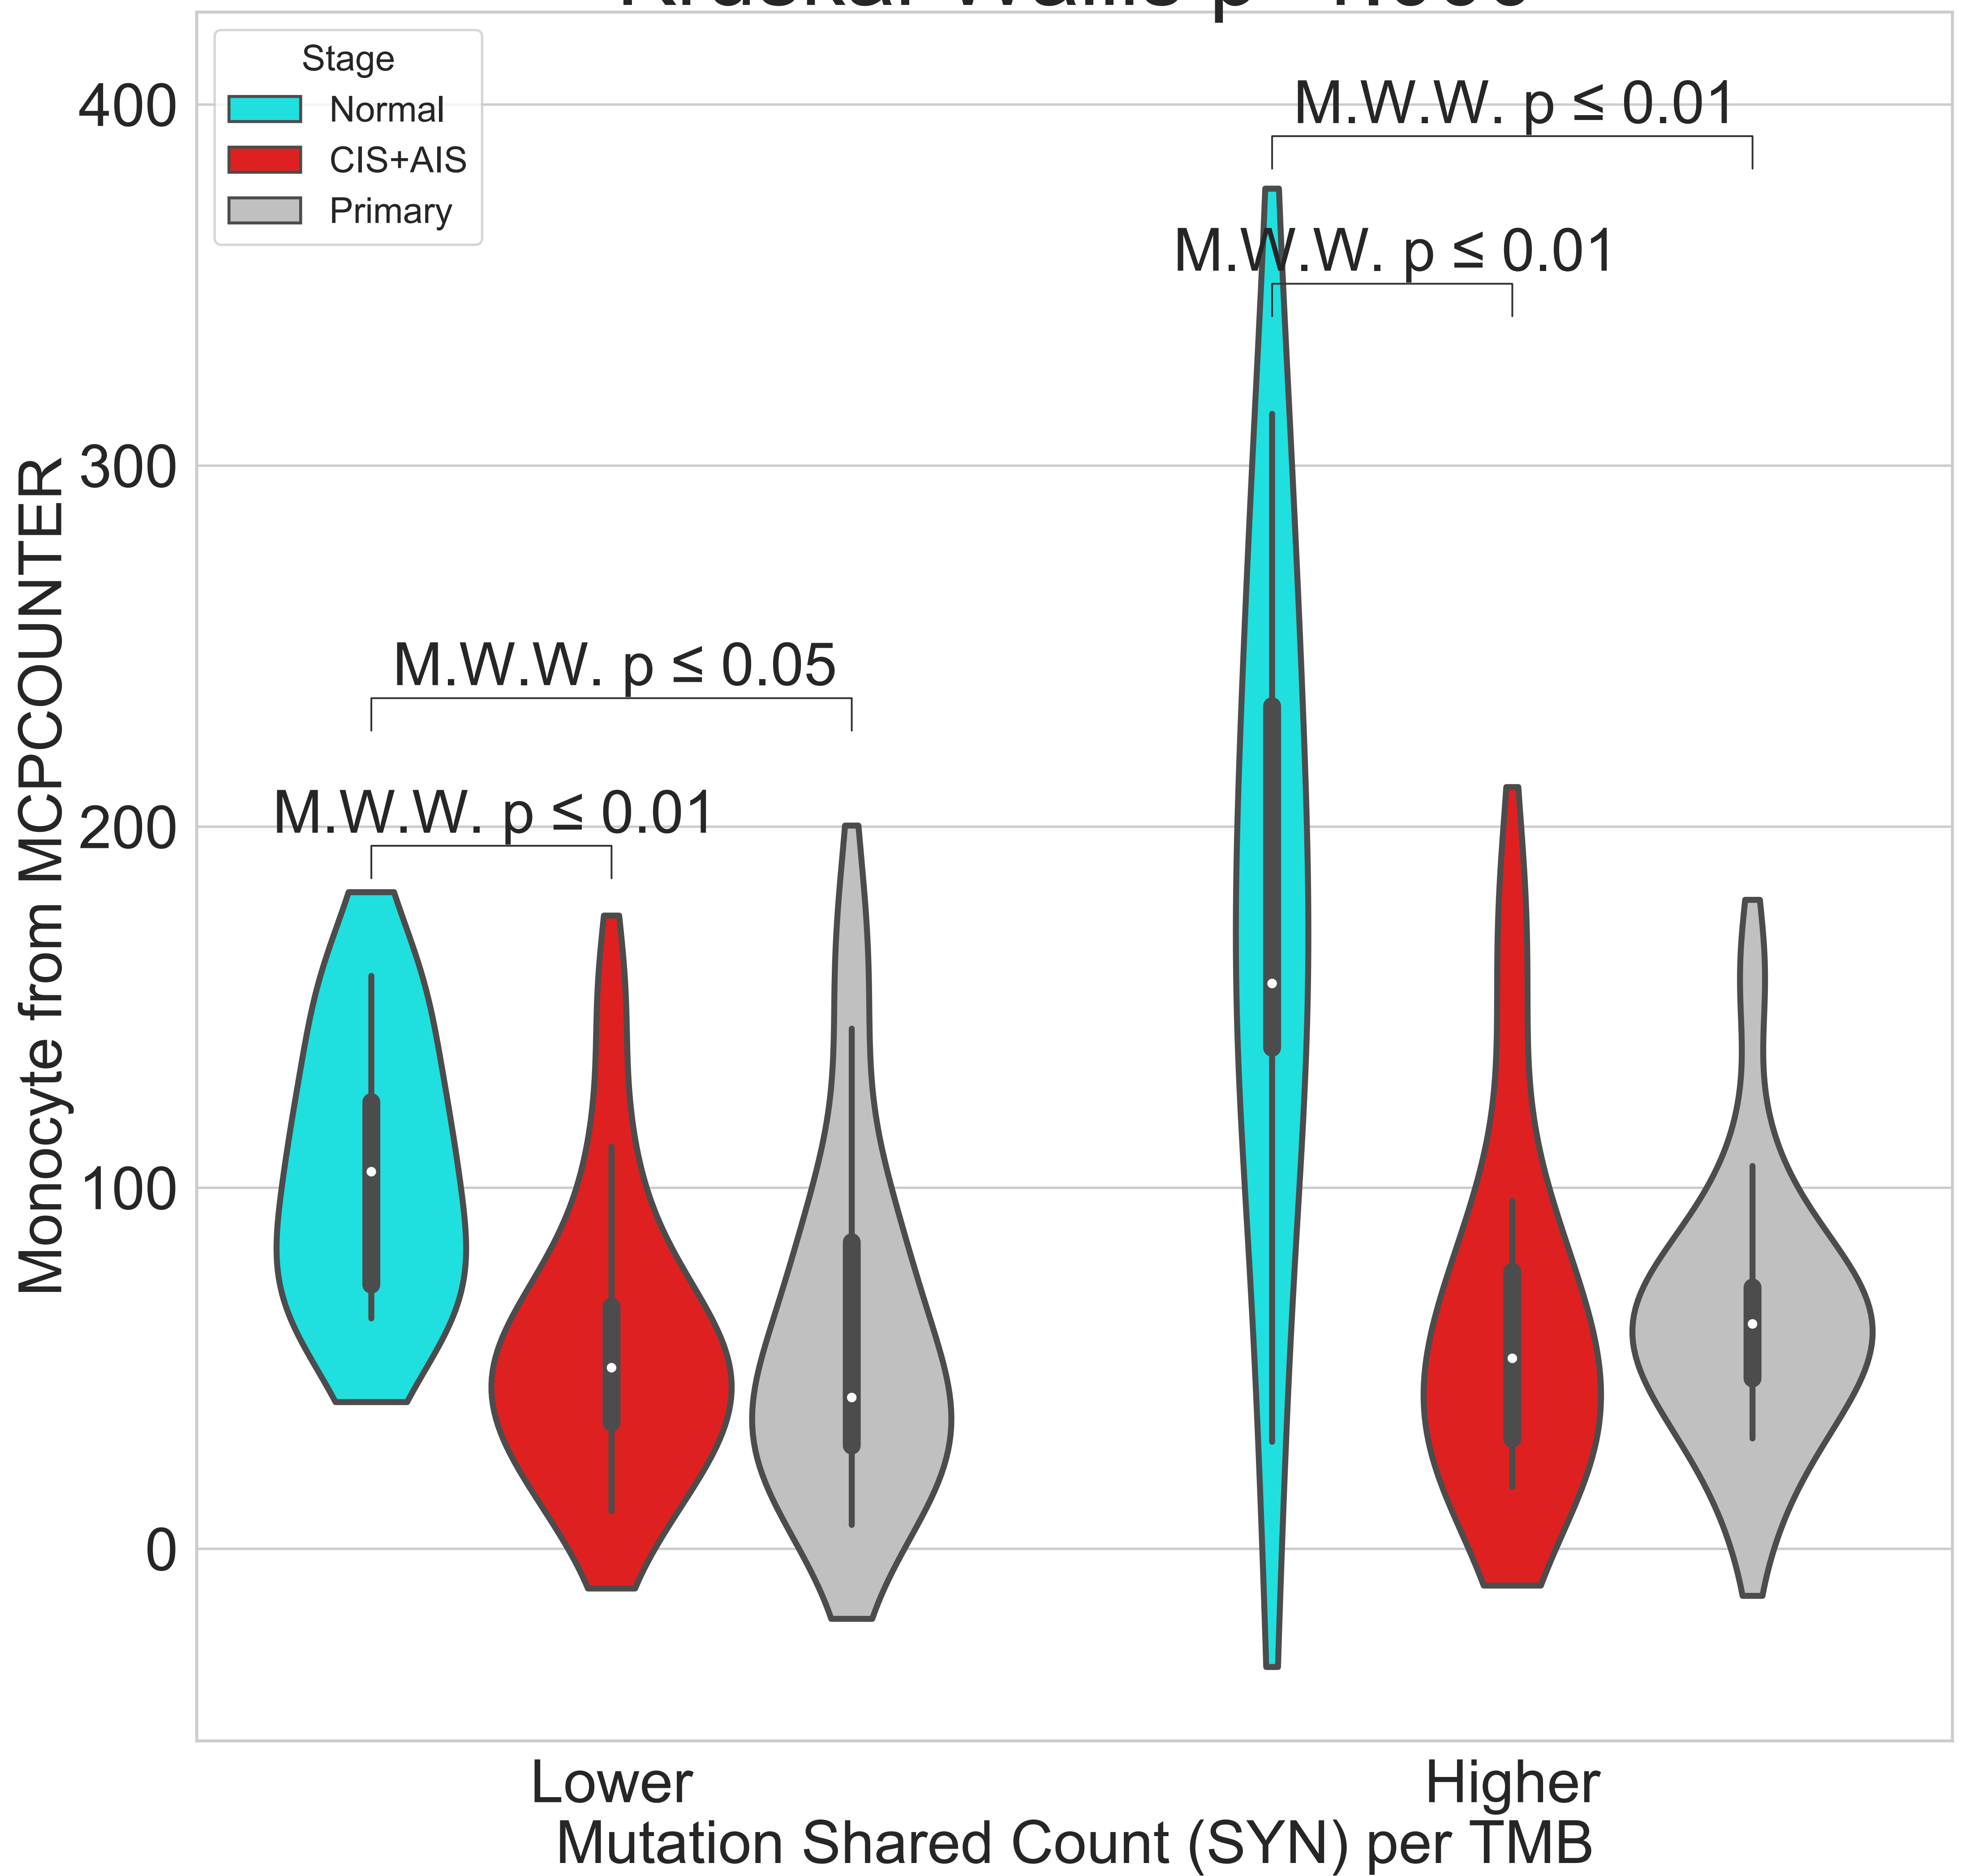 Stage
Normal
CIS+AIS
Primary
400
300
200
100
0
Monocyte from MCPCOUNTER
M.W.W. p ≤ 0.01
M.W.W. p ≤ 0.01
M.W.W. p ≤ 0.05
M.W.W. p ≤ 0.01
Lower
Higher
Mutation Shared Count (SYN) per TMB